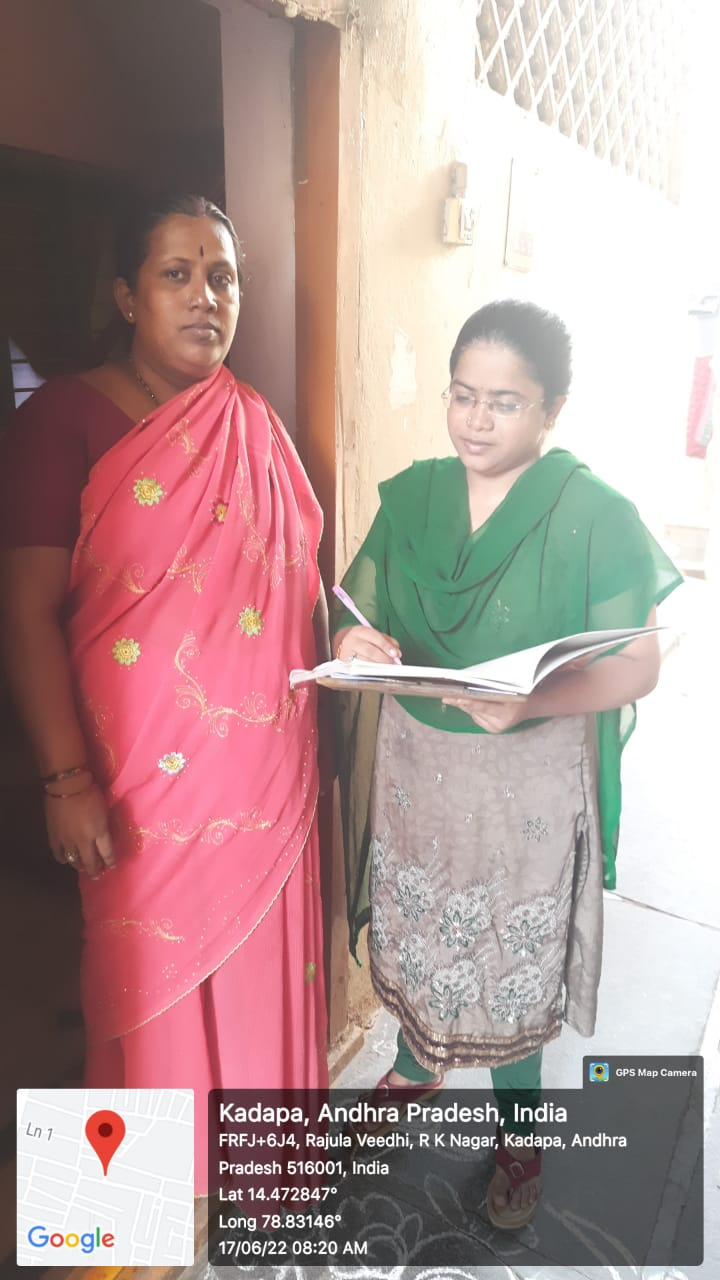 GPS Map Camera
Ln 1
Google
Kadapa, Andhra Pradesh, India
FRFJ+6J4, Rajula Veedhi, R K Nagar, Kadapa, Andhra
Pradesh 516001, India
Lat 14.472847°
Long 78.83146°
17/06/22 08:20 AM